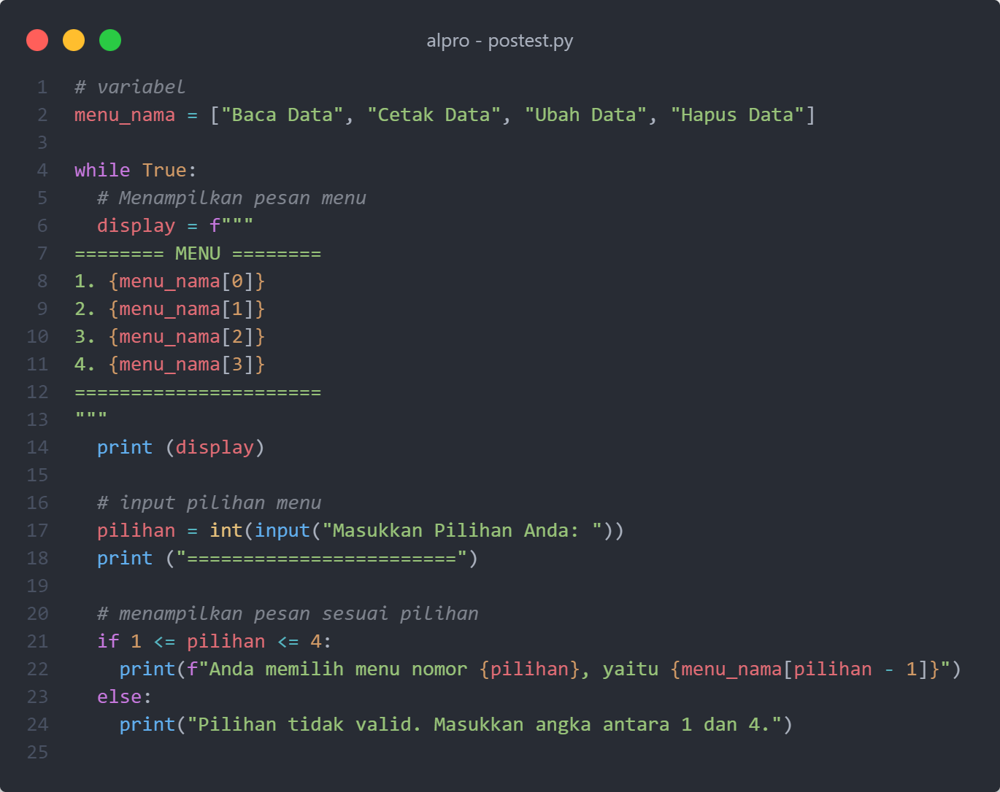 alpro - postest.py
1 # variabel
2 menu_nama = ["Baca Data", "Cetak Data", "Ubah Data", "Hapus Data"]
3
4 while True:
5   # Menampilkan pesan menu
6   display = f"""
7 ======== MENU ========
8 1. {menu_nama[0]}
9 2. {menu_nama[1]}
10 3. {menu_nama[2]}
11 4. {menu_nama[3]}
12 ======================
13 """
14   print (display)
15
16   # input pilihan menu
17   pilihan = int(input("Masukkan Pilihan Anda: "))
18   print ("========================")
19
20   # menampilkan pesan sesuai pilihan
21   if 1 <= pilihan <= 4:
22     print(f"Anda memilih menu nomor {pilihan}, yaitu {menu_nama[pilihan - 1]}")
23   else:
24     print("Pilihan tidak valid. Masukkan angka antara 1 dan 4.")
25